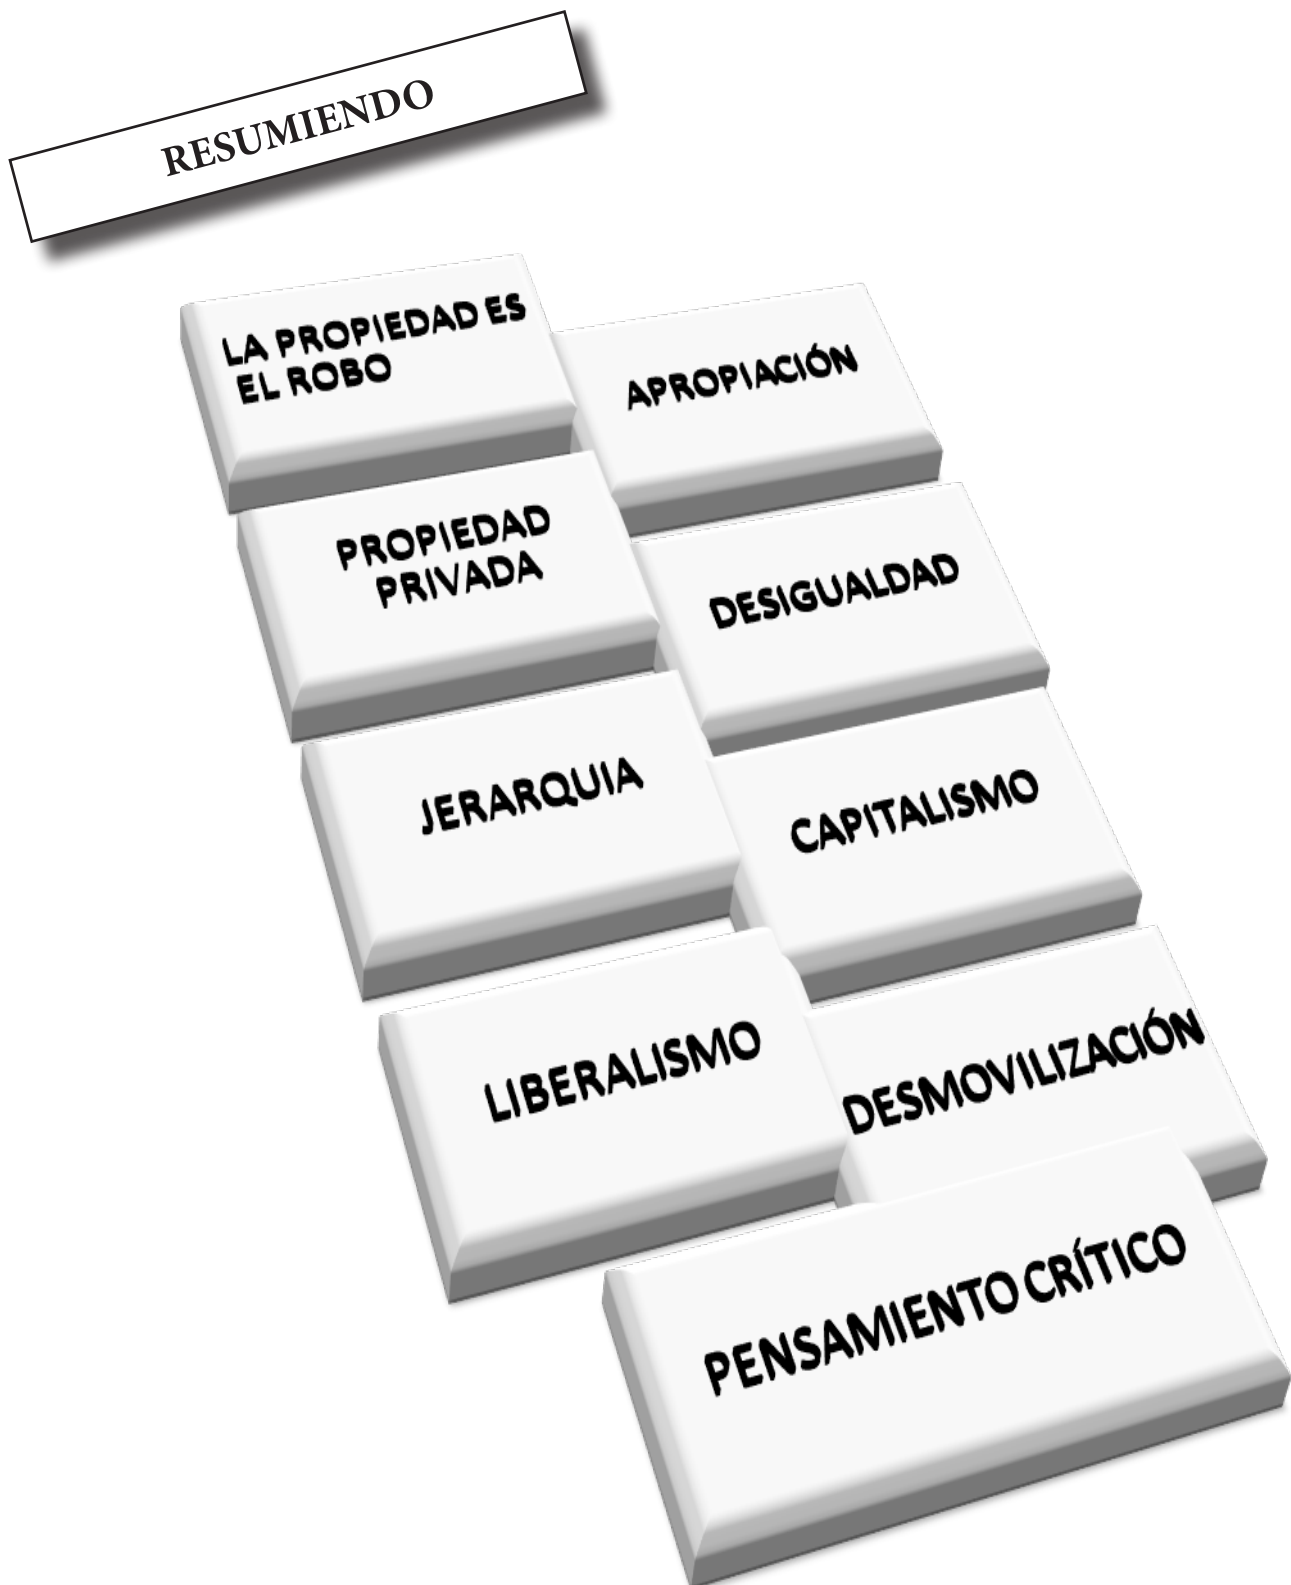 RESUMIENDO
LA PROPIEDAD ES
EL ROBO
APROPIACIÓN
PROPIEDAD
PRIVADA
DESIGUALDAD
JERARQUIA
CAPITALISMO
LIBERALISMO
DESMOVILIZACIÓN
PENSAMIENTO CRÍTICO